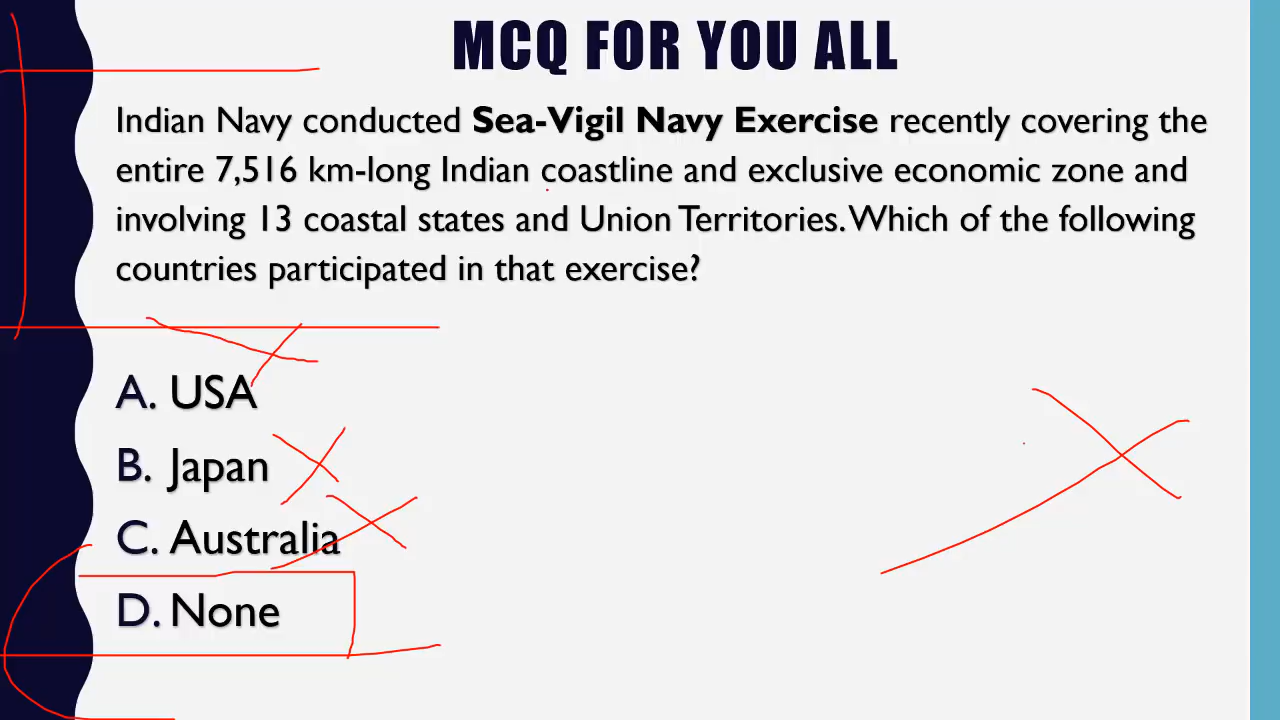 MCQ FOR YOU ALL
Indian Navy conducted Sea-Vigil Navy Exercise recently covering the
entire 7,516 km-long Indian coastline and exclusive economic zone and
involving 13 coastal states and Union Territories. Which of the following
countries participated in that exercise?
A. USA
B. Japan
C. Australia
D. None